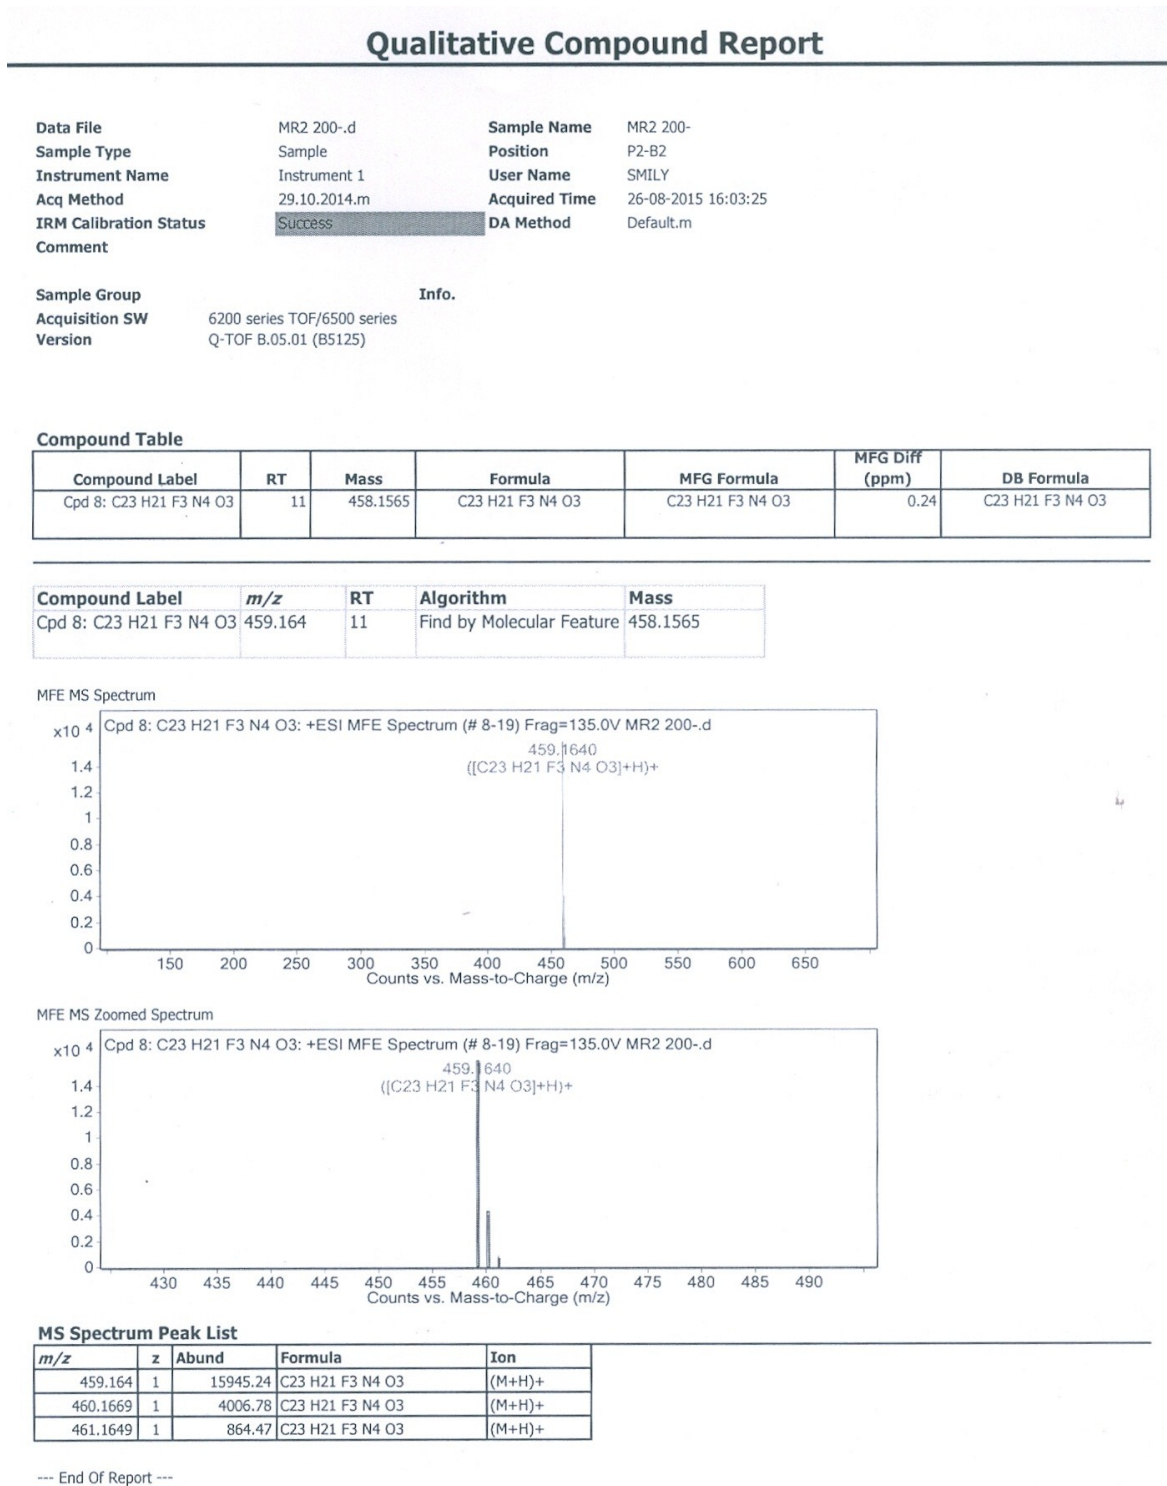 Qualitative Compound Report
Data File MR2 200-.d Sample Name MR2 200-
Sample Type Sample Position P2-B2
Instrument Name Instrument 1 User Name SMILY
Acq Method 29.10.2014.m Acquired Time 26-08-2015 16:03:25
IRM Calibration Status Success DA Method Default.m
Comment
Sample Group Info.
Acquisition SW 6200 series TOF/6500 series
Version Q-TOF B.05.01 (B5125)
Compound Table
Compound Label RT Mass Formula MFG Formula MFG Diff (ppm) DB Formula
Cpd 8: C23 H21 F3 N4 O3 11 458.1565 C23 H21 F3 N4 O3 C23 H21 F3 N4 O3 0.24 C23 H21 F3 N4 O3
Compound Label m/z RT Algorithm Mass
Cpd 8: C23 H21 F3 N4 O3 459.164 11 Find by Molecular Feature 458.1565
MFE MS Spectrum
x10 4 Cpd 8: C23 H21 F3 N4 O3: +ESI MFE Spectrum (# 8-19) Frag=135.0V MR2 200-.d
459.1640
([C23 H21 F3 N4 O3]+H)+
1.4
1.2
1
0.8
0.6
0.4
0.2
0
150 200 250 300 350 400 450 500 550 600 650
Counts vs. Mass-to-Charge (m/z)
MFE MS Zoomed Spectrum
x10 4 Cpd 8: C23 H21 F3 N4 O3: +ESI MFE Spectrum (# 8-19) Frag=135.0V MR2 200-.d
459.1640
([C23 H21 F3 N4 O3]+H)+
1.4
1.2
1
0.8
0.6
0.4
0.2
0
430 435 440 445 450 455 460 465 470 475 480 485 490
Counts vs. Mass-to-Charge (m/z)
MS Spectrum Peak List
m/z z Abund Formula Ion
459.164 1 15945.24 C23 H21 F3 N4 O3 (M+H)+
460.1669 1 4006.78 C23 H21 F3 N4 O3 (M+H)+
461.1649 1 864.47 C23 H21 F3 N4 O3 (M+H)+
--- End Of Report ---